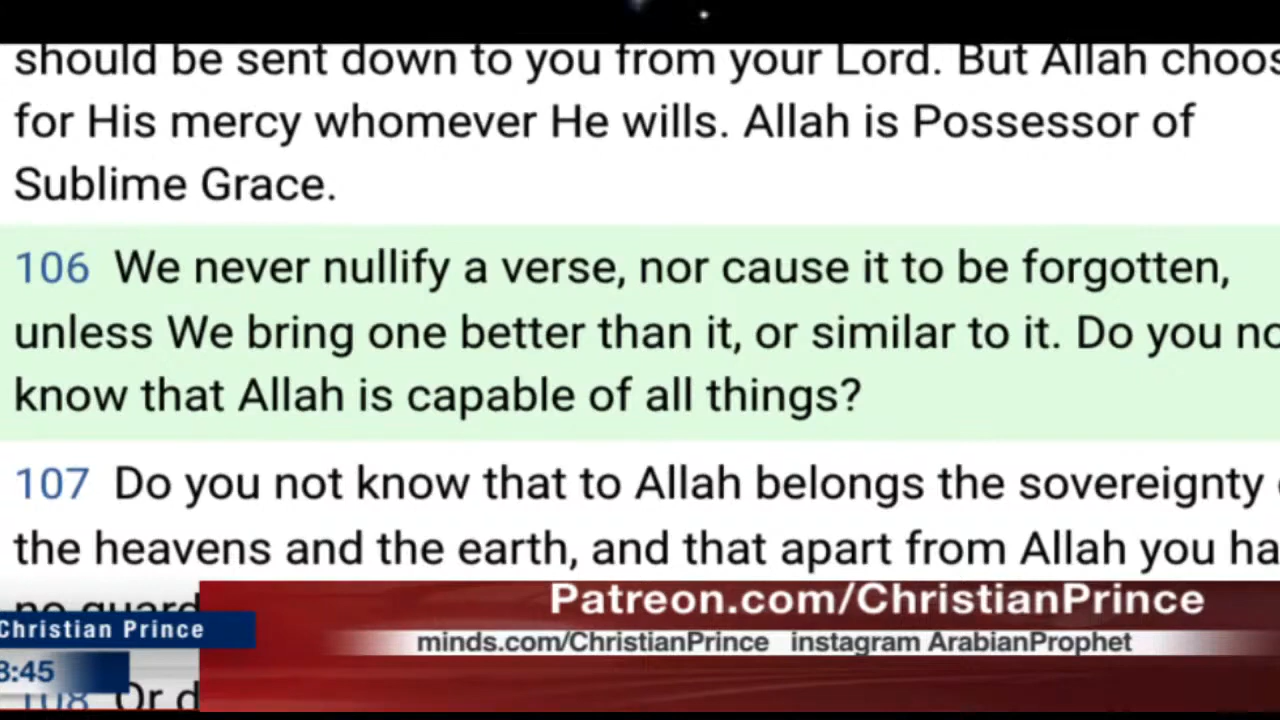 should be sent down to you from your Lord. But Allah
for His mercy whomever He wills. Allah is Possessor of
Sublime Grace.
106 We never nullify a verse, nor cause it to be forgotten,
unless We bring one better than it, or similar to it. Do you
know that Allah is capable of all things?
107 Do you not know that to Allah belongs the sovereignty
the heavens and the earth, and that apart from Allah you
no
Patreon.com/ChristianPrince
Christian Prince
minds.com/ChristianPrince instagram ArabianProphet
8:45
108 Or